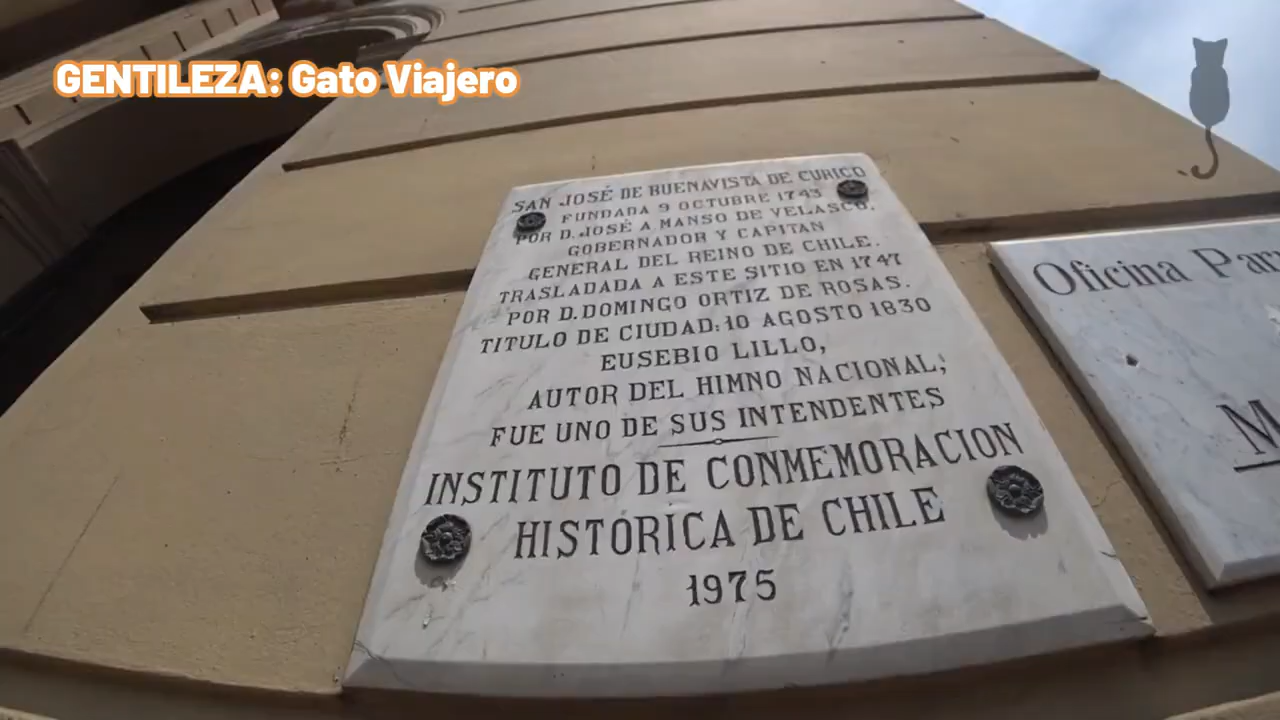 GENTILEZA: Gato Viajero
SAN JOSÉ DE BUENAVISTA DE CURICO
FUNDADA 9 OCTUBRE 1743
POR D. JOSÉ A MANSO DE VELASCO.
GOBERNADOR Y CAPITAN
GENERAL DEL REINO DE CHILE.
TRASLADADA A ESTE SITIO EN 1747
POR D. DOMINGO ORTIZ DE ROSAS.
TITULO DE CIUDAD: 10 AGOSTO 1830
EUSEBIO LILLO,
AUTOR DEL HIMNO NACIONAL,
FUE UNO DE SUS INTENDENTES
INSTITUTO DE CONMEMORACION
HISTÓRICA DE CHILE
1975
Oficina